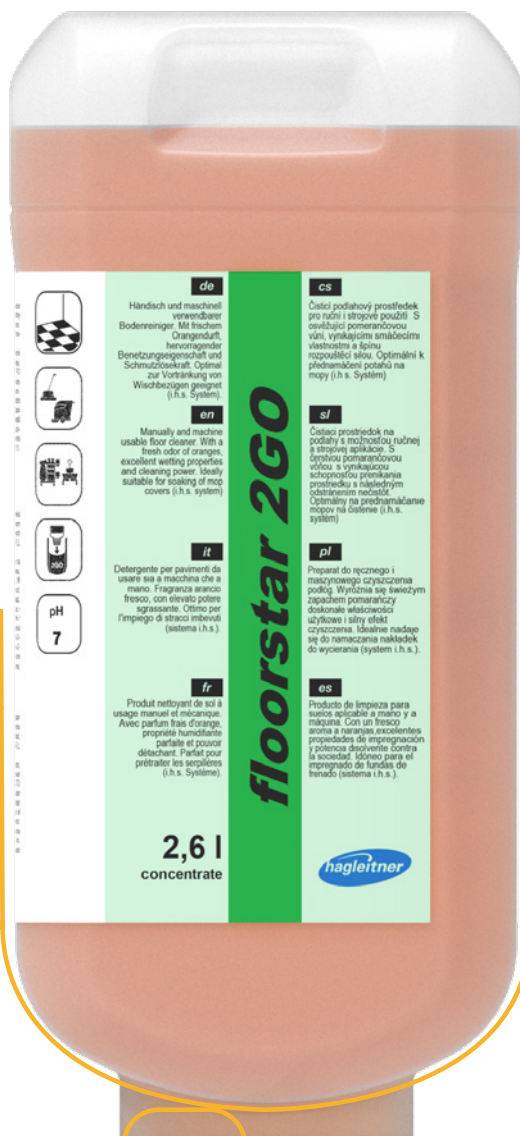 de
Händisch und maschinell
verwendbarer
Bodenreiniger. Mit frischem
Orangenduft,
hervorragender
Benetzungseigenschaft und
Schmutzlösekraft. Optimal
zur Vortränkung von
Wischbezügen geeignet
(i.h.s. System).
en
Manually and machine
usable floor cleaner. With a
fresh odor of oranges,
excellent wetting properties
and cleaning power. Ideally
suitable for soaking of mop
covers (i.h.s. system)
it
Detergente per pavimenti da
usare sia a macchina che a
mano. Fragranza arancio
fresco, con elevato potere
sgrassante. Ottimo per
l'impiego di stracci imbevuti
(sistema i.h.s.).
fr
Produit nettoyant de sol à
usage manuel et mécanique.
Avec parfum frais d'orange,
propriété humidifiante
parfaite et pouvoir
détachant. Parfait pour
prétraiter les serpillères
(i.h.s. Système).
2,6 l
concentrate
floorstar 2GO
cs
Čisticí podlahový prostředek
pro ruční i strojové použití S
osvěžující pomerančovou
vůní, vynikajícími smáčecími
vlastnostmi a špínu
rozpouštěcí silou. Optimální k
přednamáčení potahů na
mopy (i.h.s. Systém)
sl
Čistiaci prostriedok na
podlahy s možnosťou ručnej
a strojovej aplikácie. S
čerstvou pomarančovou
vôňou s vynikajúcou
schopnosťou prenikania
prostriedku s následným
odstránením nečistôt.
Optimálny na prednamáčanie
mopov na čistenie (i.h.s.
systém)
pl
Preparat do ręcznego i
maszynowego czyszczenia
podłóg. Wyróżnia się świeżym
zapachem pomarańczy
doskonałe właściwości
użytkowe i silny efekt
czyszczenia. Idealnie nadaje
się do namaczania nakładek
do wycierania (system i.h.s.).
es
Producto de limpieza para
suelos aplicable a mano y a
máquina. Con un fresco
aroma a naranjas,excelentes
propiedades de impregnación
y potencia disolvente contra
la sociedad. Idóneo para el
impregnado de fundas de
frenado (sistema i.h.s.).
hagleitner
2GO
pH
7